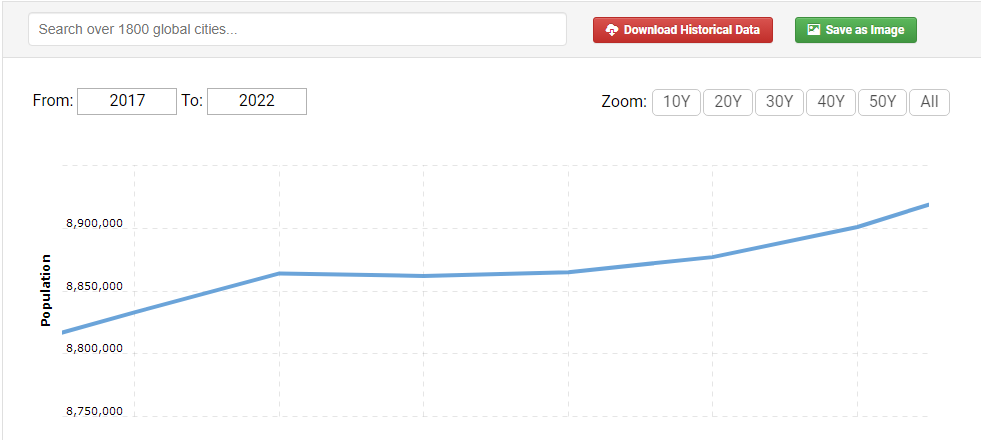 Search over 1800 global cities...
Download Historical Data
Save as Image
From: 2017 To: 2022
Zoom: 10Y 20Y 30Y 40Y 50Y All
Population
8,900,000
8,850,000
8,800,000
8,750,000